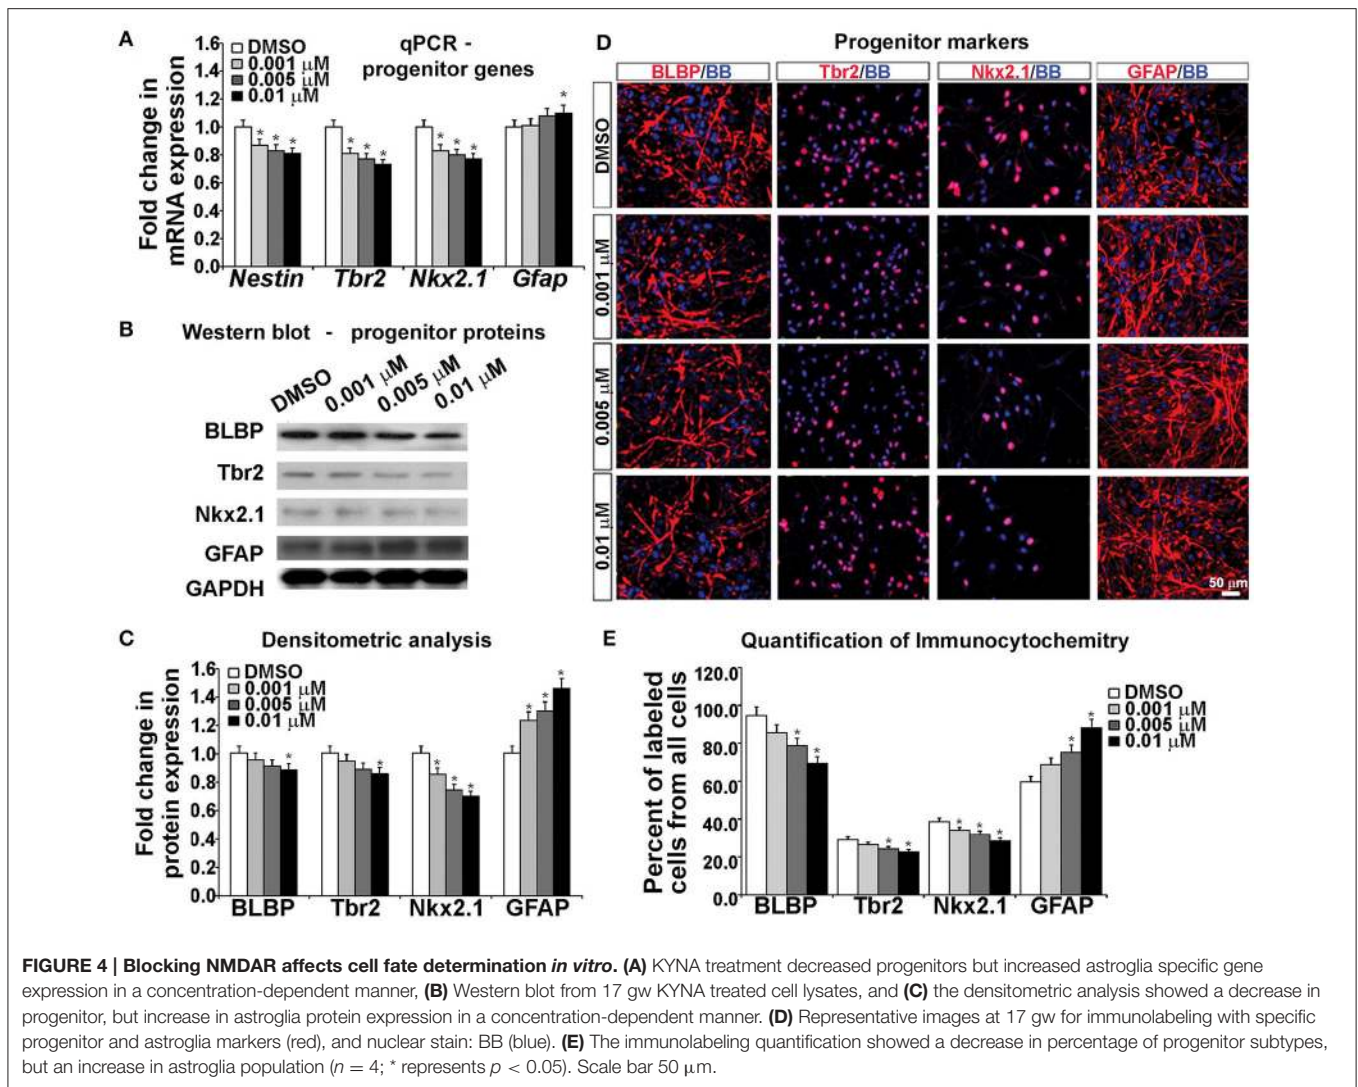 A
qPCR -
progenitor genes
DMSO
0.001 µM
0.005 µM
0.01 µM
Fold change in
mRNA expression
1.6
1.4
1.2
1.0
0.8
0.6
0.4
0.2
0.0
* * *
* * *
* * *
*
Nestin Tbr2 Nkx2.1 Gfap
B
Western blot - progenitor proteins
DMSO 0.001 µM 0.005 µM 0.01 µM
BLBP
Tbr2
Nkx2.1
GFAP
GAPDH
C
Densitometric analysis
DMSO
0.001 µM
0.005 µM
0.01 µM
Fold change in
protein expression
1.6
1.4
1.2
1.0
0.8
0.6
0.4
0.2
0.0
*
*
* * *
* * *
BLBP Tbr2 Nkx2.1 GFAP
D
Progenitor markers
BLBP/BB Tbr2/BB Nkx2.1/BB GFAP/BB
DMSO
0.001 µM
0.005 µM
0.01 µM
50 µm
E
Quantification of Immunocytochemitry
DMSO
0.001 µM
0.005 µM
0.01 µM
Percent of labeled
cells from all cells
120.0
100.0
80.0
60.0
40.0
20.0
0.0
* *
* *
* * *
* *
BLBP Tbr2 Nkx2.1 GFAP
FIGURE 4 | Blocking NMDAR affects cell fate determination in vitro. (A) KYNA treatment decreased progenitors but increased astroglia specific gene
expression in a concentration-dependent manner, (B) Western blot from 17 gw KYNA treated cell lysates, and (C) the densitometric analysis showed a decrease in
progenitor, but increase in astroglia protein expression in a concentration-dependent manner. (D) Representative images at 17 gw for immunolabeling with specific
progenitor and astroglia markers (red), and nuclear stain: BB (blue). (E) The immunolabeling quantification showed a decrease in percentage of progenitor subtypes,
but an increase in astroglia population (n = 4; * represents p < 0.05). Scale bar 50 µm.